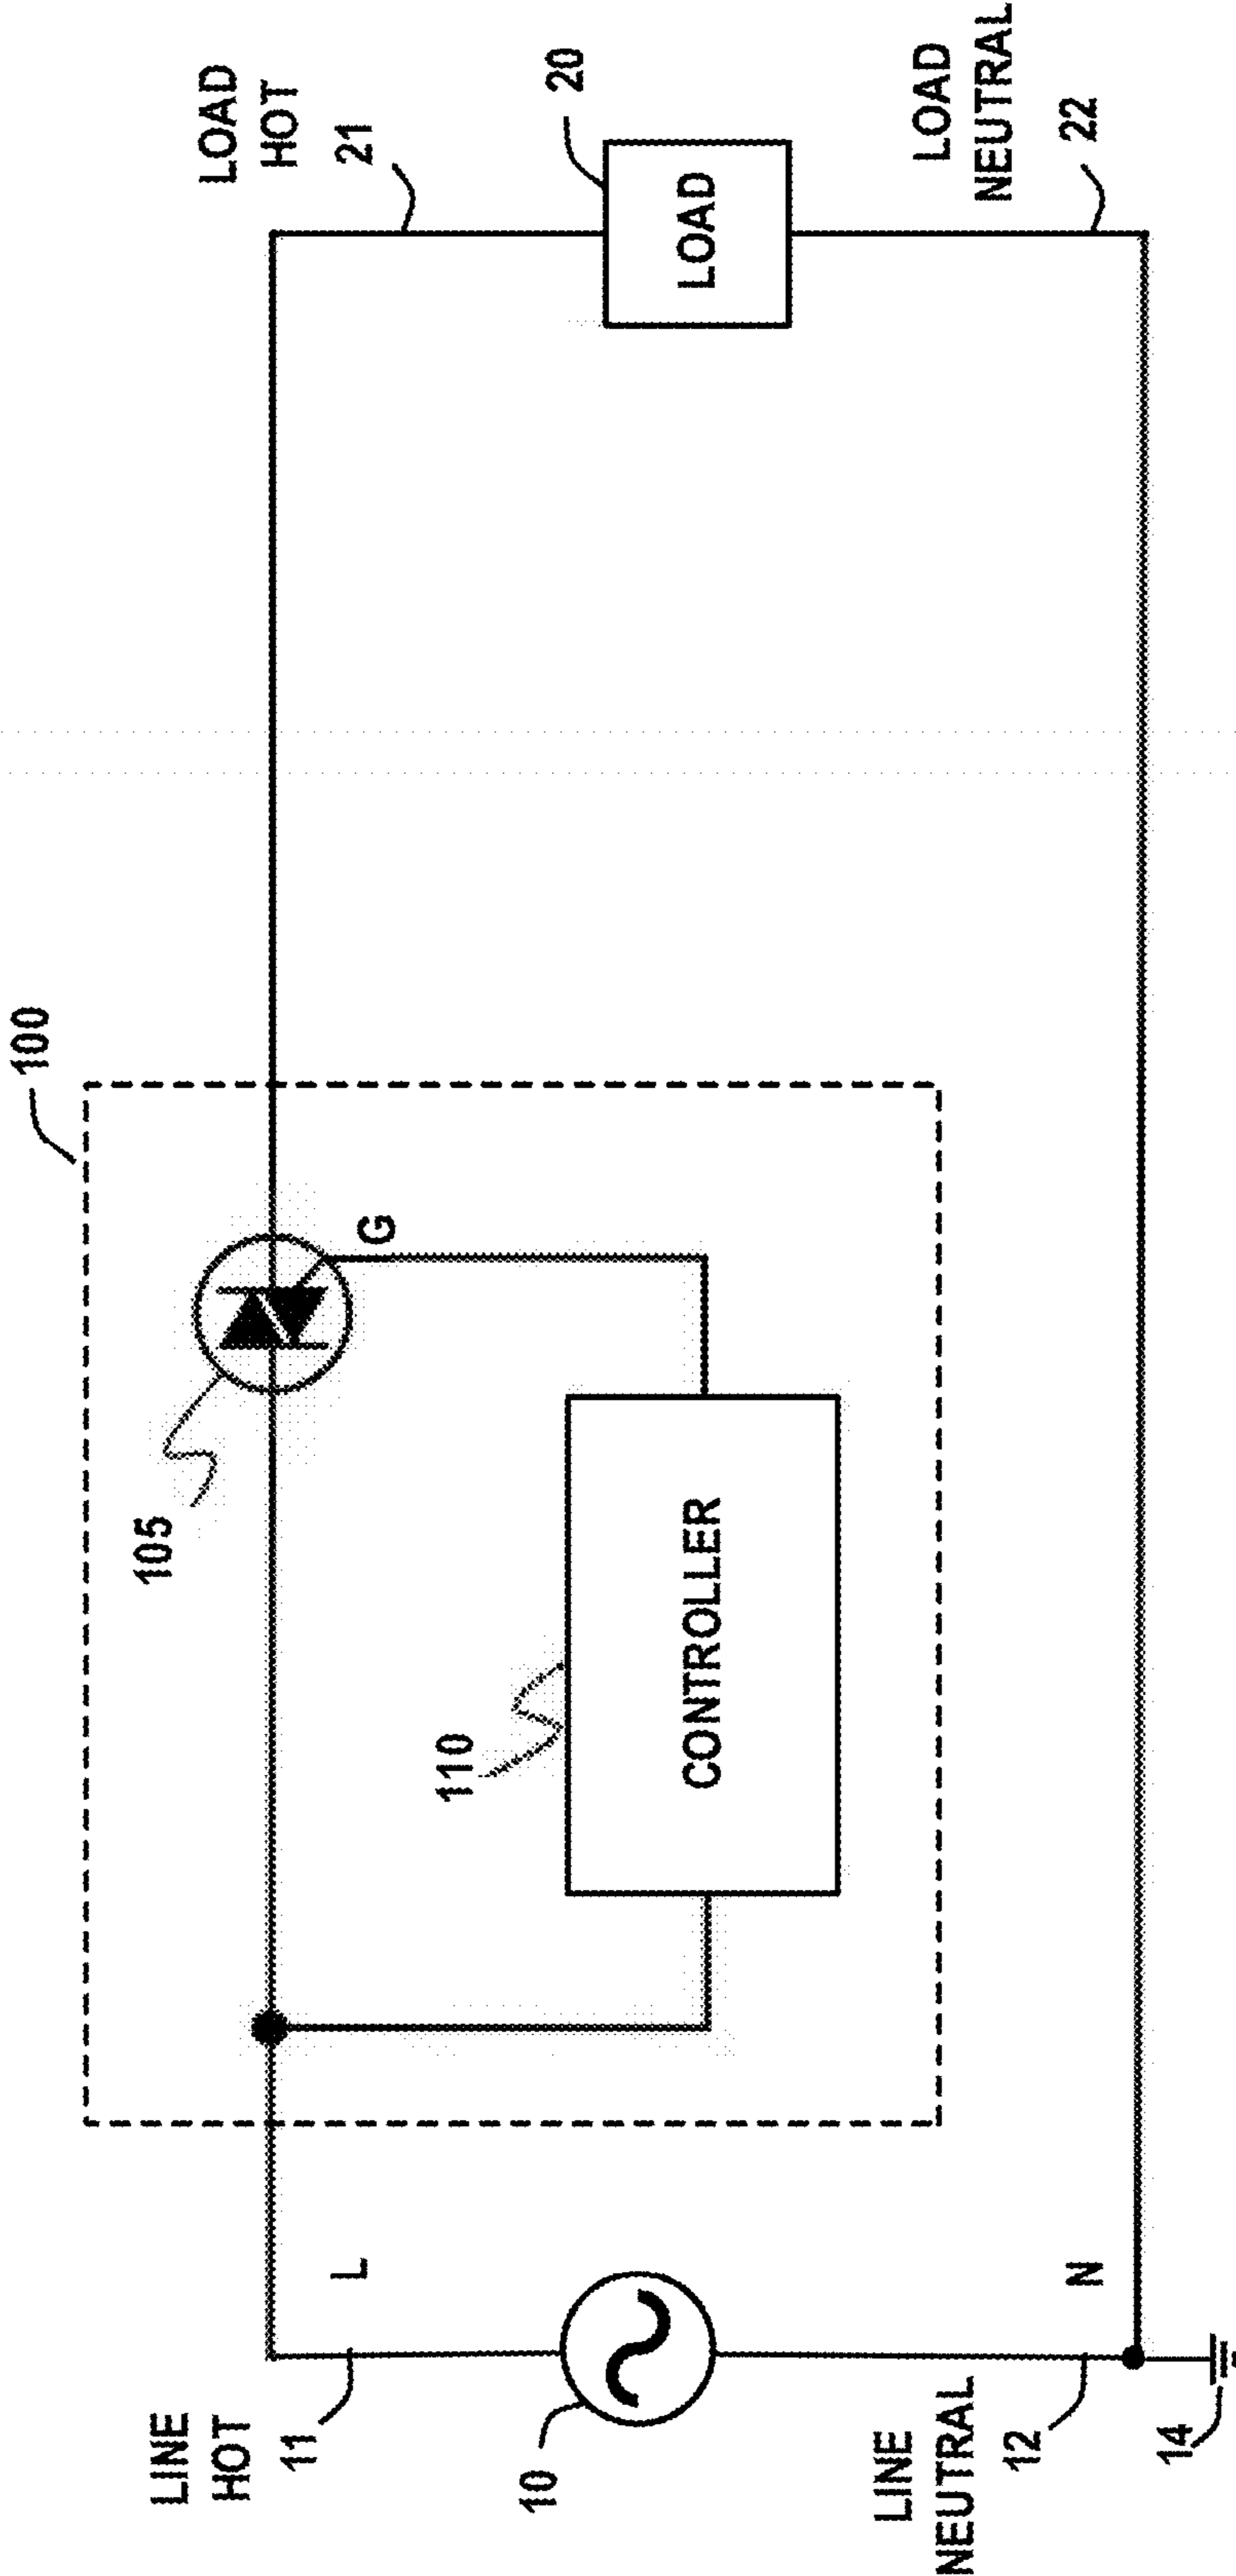 100
LINE
HOT
11
L
105
G
LOAD
HOT
21
10
110
CONTROLLER
20
LOAD
LINE
NEUTRAL
12
N
14
LOAD
NEUTRAL
22